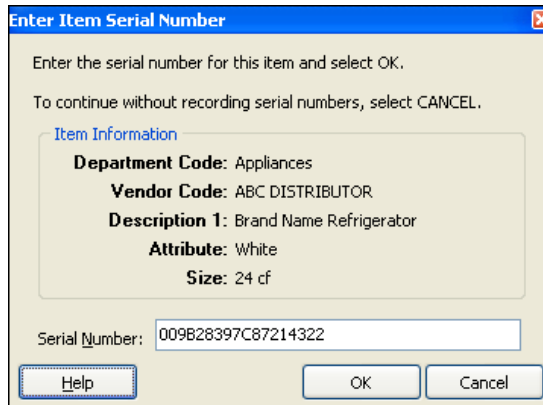 Enter Item Serial Number
Enter the serial number for this item and select OK.
To continue without recording serial numbers, select CANCEL.
Item Information
Department Code: Appliances
Vendor Code: ABC DISTRIBUTOR
Description 1: Brand Name Refrigerator
Attribute: White
Size: 24 cf
Serial Number: 009B28397C87214322
Help OK Cancel